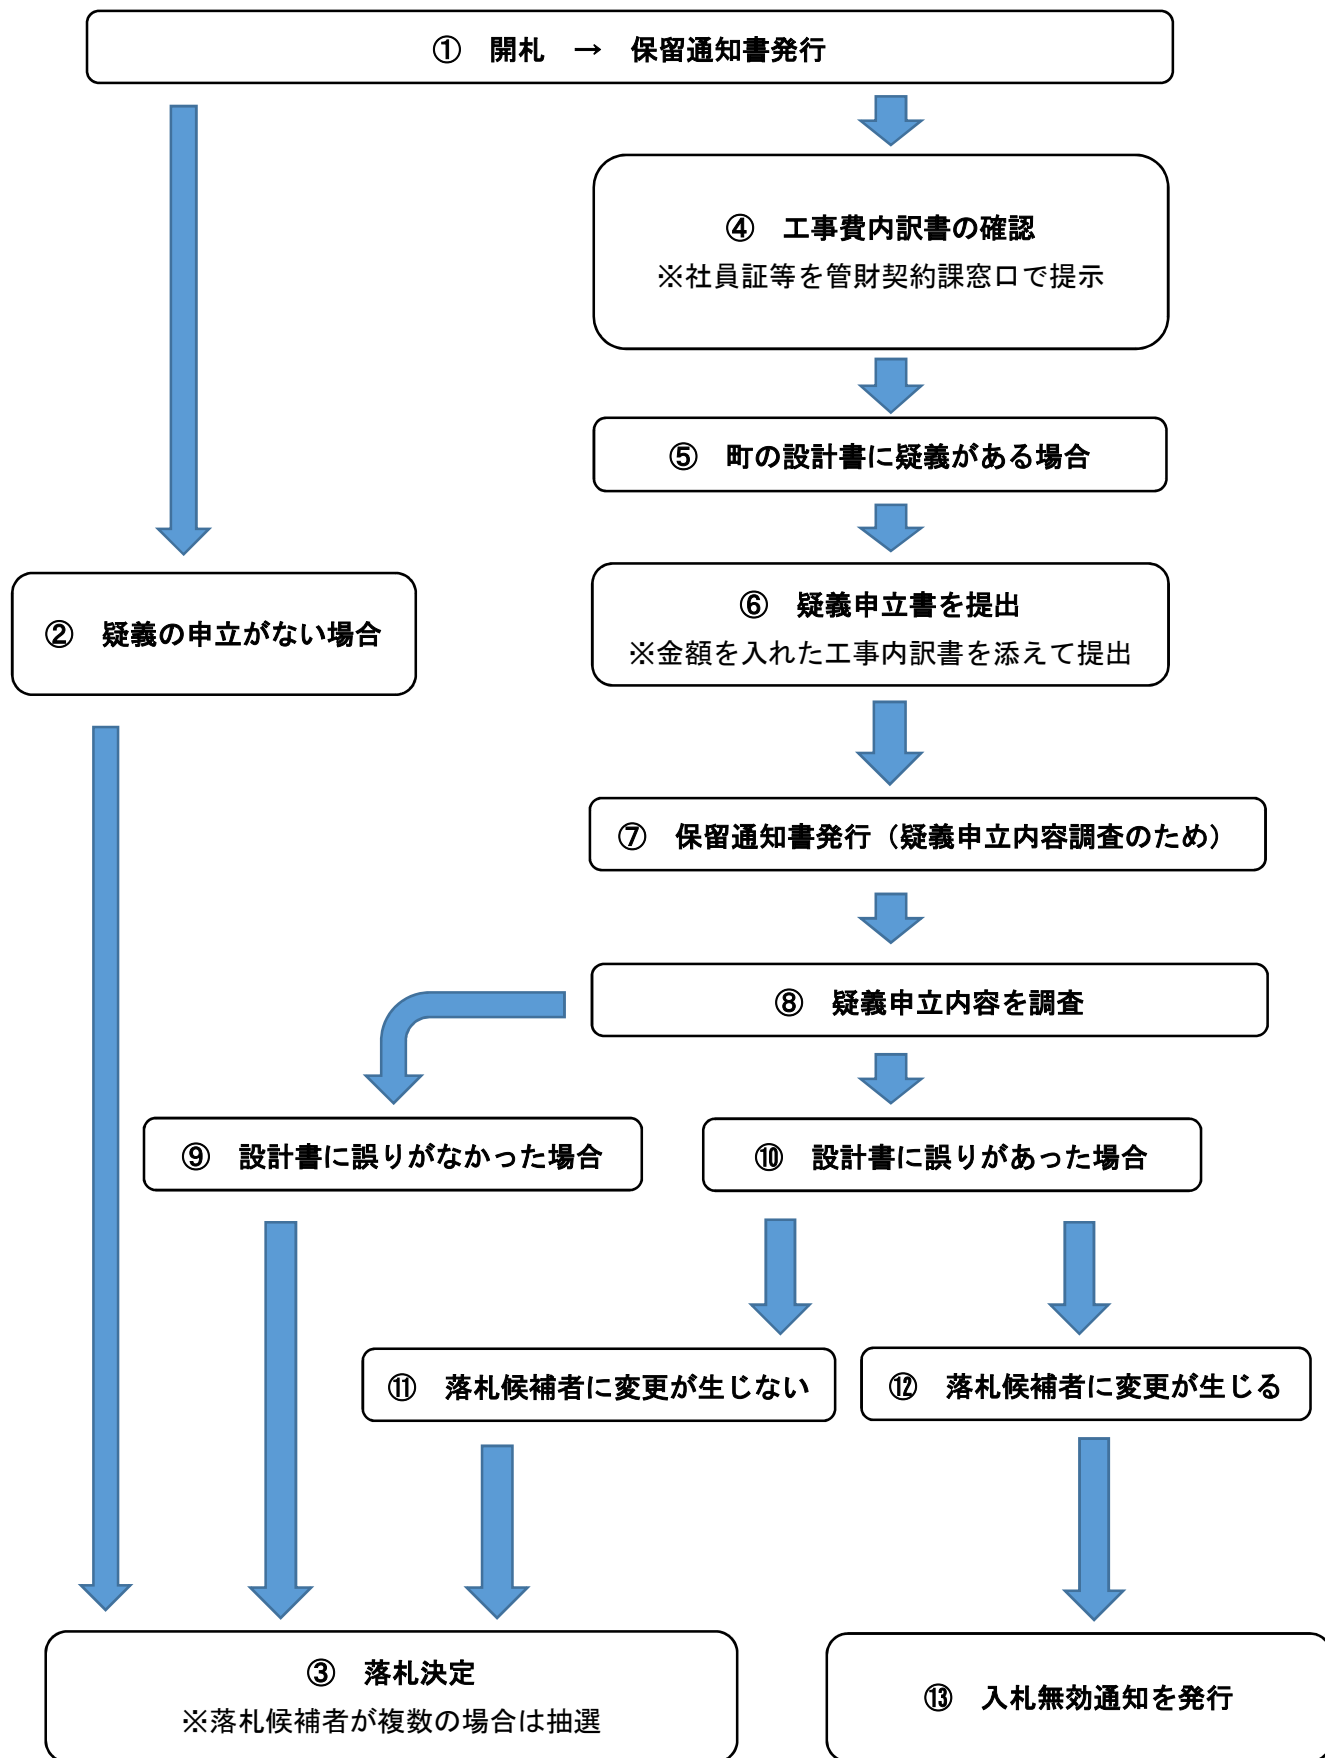 ① 開札 → 保留通知書発行
④ 工事費内訳書の確認
※社員証等を管財契約課窓口で提示
⑤ 町の設計書に疑義がある場合
② 疑義の申立がない場合
⑥ 疑義申立書を提出
※金額を入れた工事内訳書を添えて提出
⑦ 保留通知書発行（疑義申立内容調査のため）
⑧ 疑義申立内容を調査
⑨ 設計書に誤りがなかった場合
⑩ 設計書に誤りがあった場合
⑪ 落札候補者に変更が生じない
⑫ 落札候補者に変更が生じる
③ 落札決定
※落札候補者が複数の場合は抽選
⑬ 入札無効通知を発行